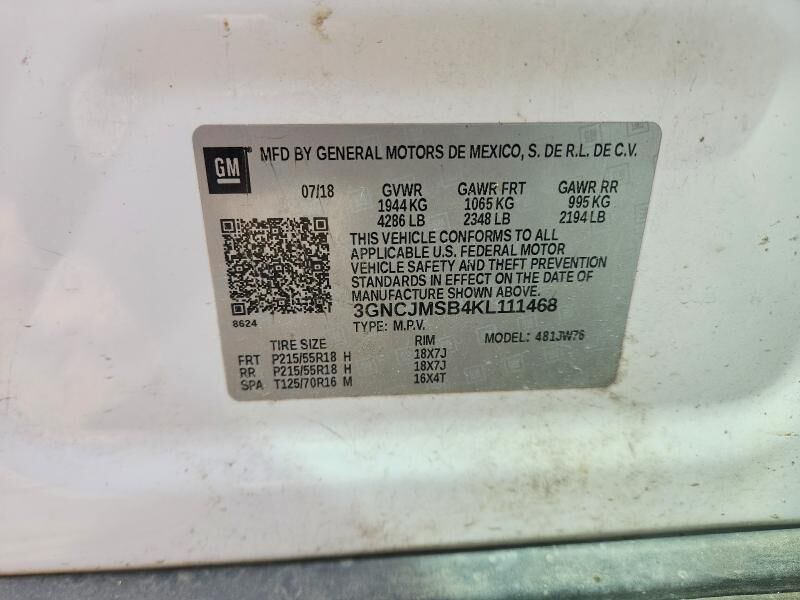 GM MFD BY GENERAL MOTORS DE MEXICO, S. DE R.L. DE C.V.
07/18 GVWR GAWR FRT GAWR RR
1944 KG 1065 KG 995 KG
4286 LB 2348 LB 2194 LB
THIS VEHICLE CONFORMS TO ALL
APPLICABLE U.S. FEDERAL MOTOR
VEHICLE SAFETY AND THEFT PREVENTION
STANDARDS IN EFFECT ON THE DATE OF
MANUFACTURE SHOWN ABOVE.
3GNCJMSB4KL111468
8624
TYPE: M.P.V. MODEL: 481JW76
TIRE SIZE RIM
FRT P215/55R18 H 18X7J
RR P215/55R18 H 18X7J
SPA T125/70R16 M 16X4T